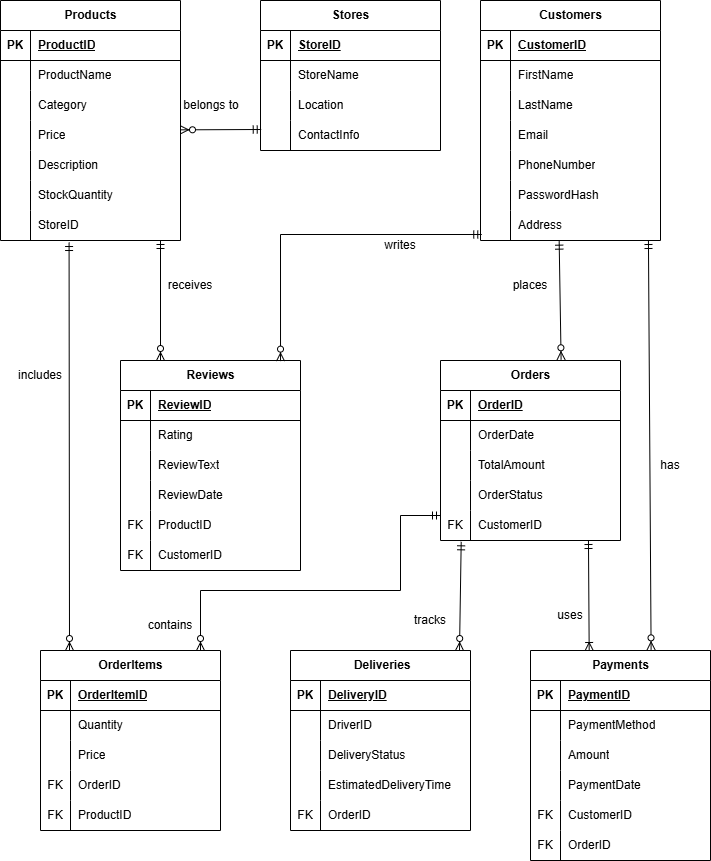 Products
PK ProductID
ProductName
Category
Price
Description
StockQuantity
StoreID
belongs to
Stores
PK StoreID
StoreName
Location
ContactInfo
Customers
PK CustomerID
FirstName
LastName
Email
PhoneNumber
PasswordHash
Address
writes
receives
places
includes
has
Reviews
PK ReviewID
Rating
ReviewText
ReviewDate
FK ProductID
FK CustomerID
Orders
PK OrderID
OrderDate
TotalAmount
OrderStatus
FK CustomerID
contains
tracks
uses
OrderItems
PK OrderItemID
Quantity
Price
FK OrderID
FK ProductID
Deliveries
PK DeliveryID
DriverID
DeliveryStatus
EstimatedDeliveryTime
FK OrderID
Payments
PK PaymentID
PaymentMethod
Amount
PaymentDate
FK CustomerID
FK OrderID